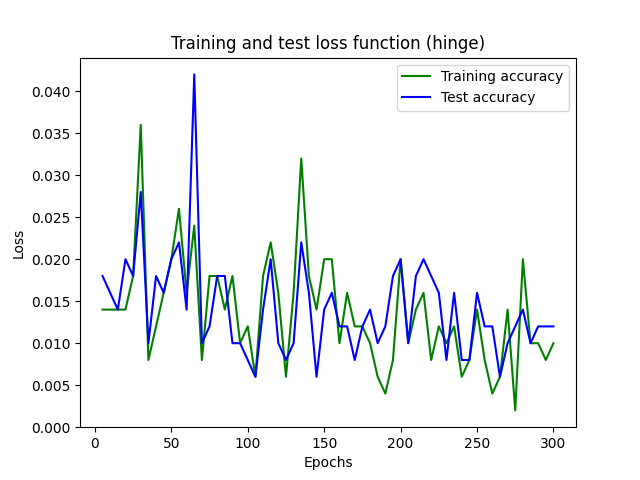 Training and test loss function (hinge)
Training accuracy
Test accuracy
0.040
0.035
0.030
0.025
0.020
0.015
0.010
0.005
0.000
Loss
0 50 100 150 200 250 300
Epochs